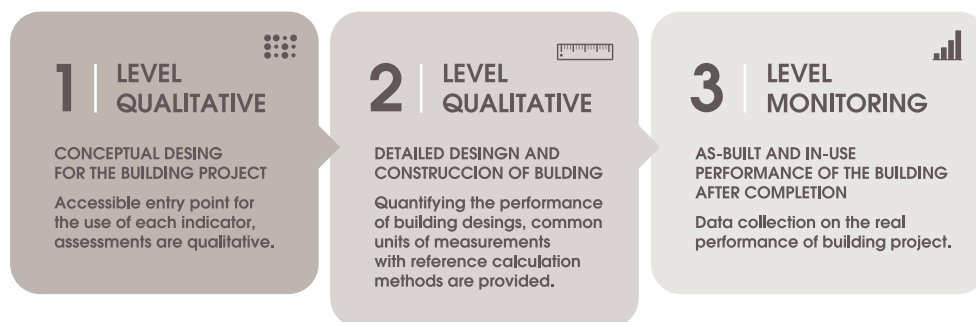 1
LEVEL
QUALITATIVE
CONCEPTUAL DESING
FOR THE BUILDING PROJECT
Accessible entry point for
the use of each indicator,
assessments are qualitative.
2
LEVEL
QUALITATIVE
DETAILED DESINGN AND
CONSTRUCCION OF BULDING
Quantifying the performance
of building desings, common
units of measurements
with reference calculation
methods are provided.
3
LEVEL
MONITORING
AS-BUILT AND IN-USE
PERFORMANCE OF THE BUILDING
AFTER COMPLETION
Data collection on the real
performance of building project.